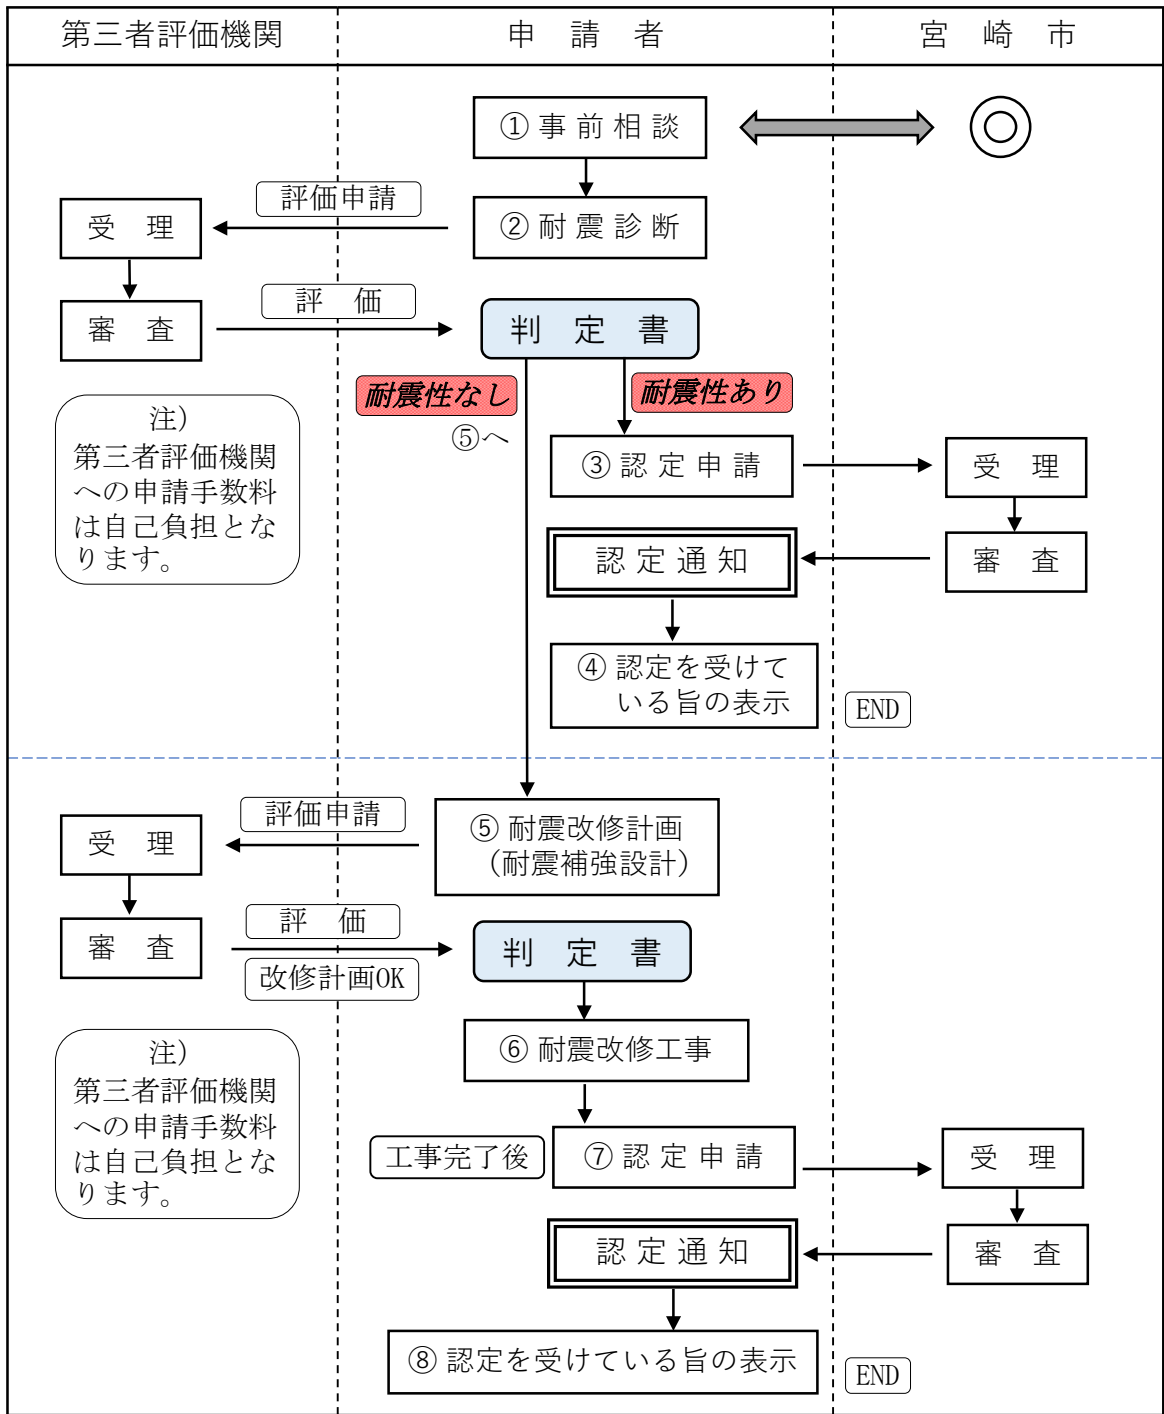 第三者評価機関
申　請　者
宮　崎　市
① 事 前 相 談
◎
評価申請
受　理
② 耐 震 診 断
評　価
審　査
判　定　書
耐震性なし
耐震性あり
⑤へ
注）
第三者評価機関
への申請手数料
は自己負担とな
ります。
③ 認 定 申 請
受　理
認 定 通 知
審　査
④ 認定を受けて
いる旨の表示
END
評価申請
受　理
⑤ 耐震改修計画
（耐震補強設計）
評　価
審　査
改修計画OK
判　定　書
⑥ 耐震改修工事
注）
第三者評価機関
への申請手数料
は自己負担とな
ります。
工事完了後
⑦ 認 定 申 請
受　理
認 定 通 知
審　査
⑧ 認定を受けている旨の表示
END